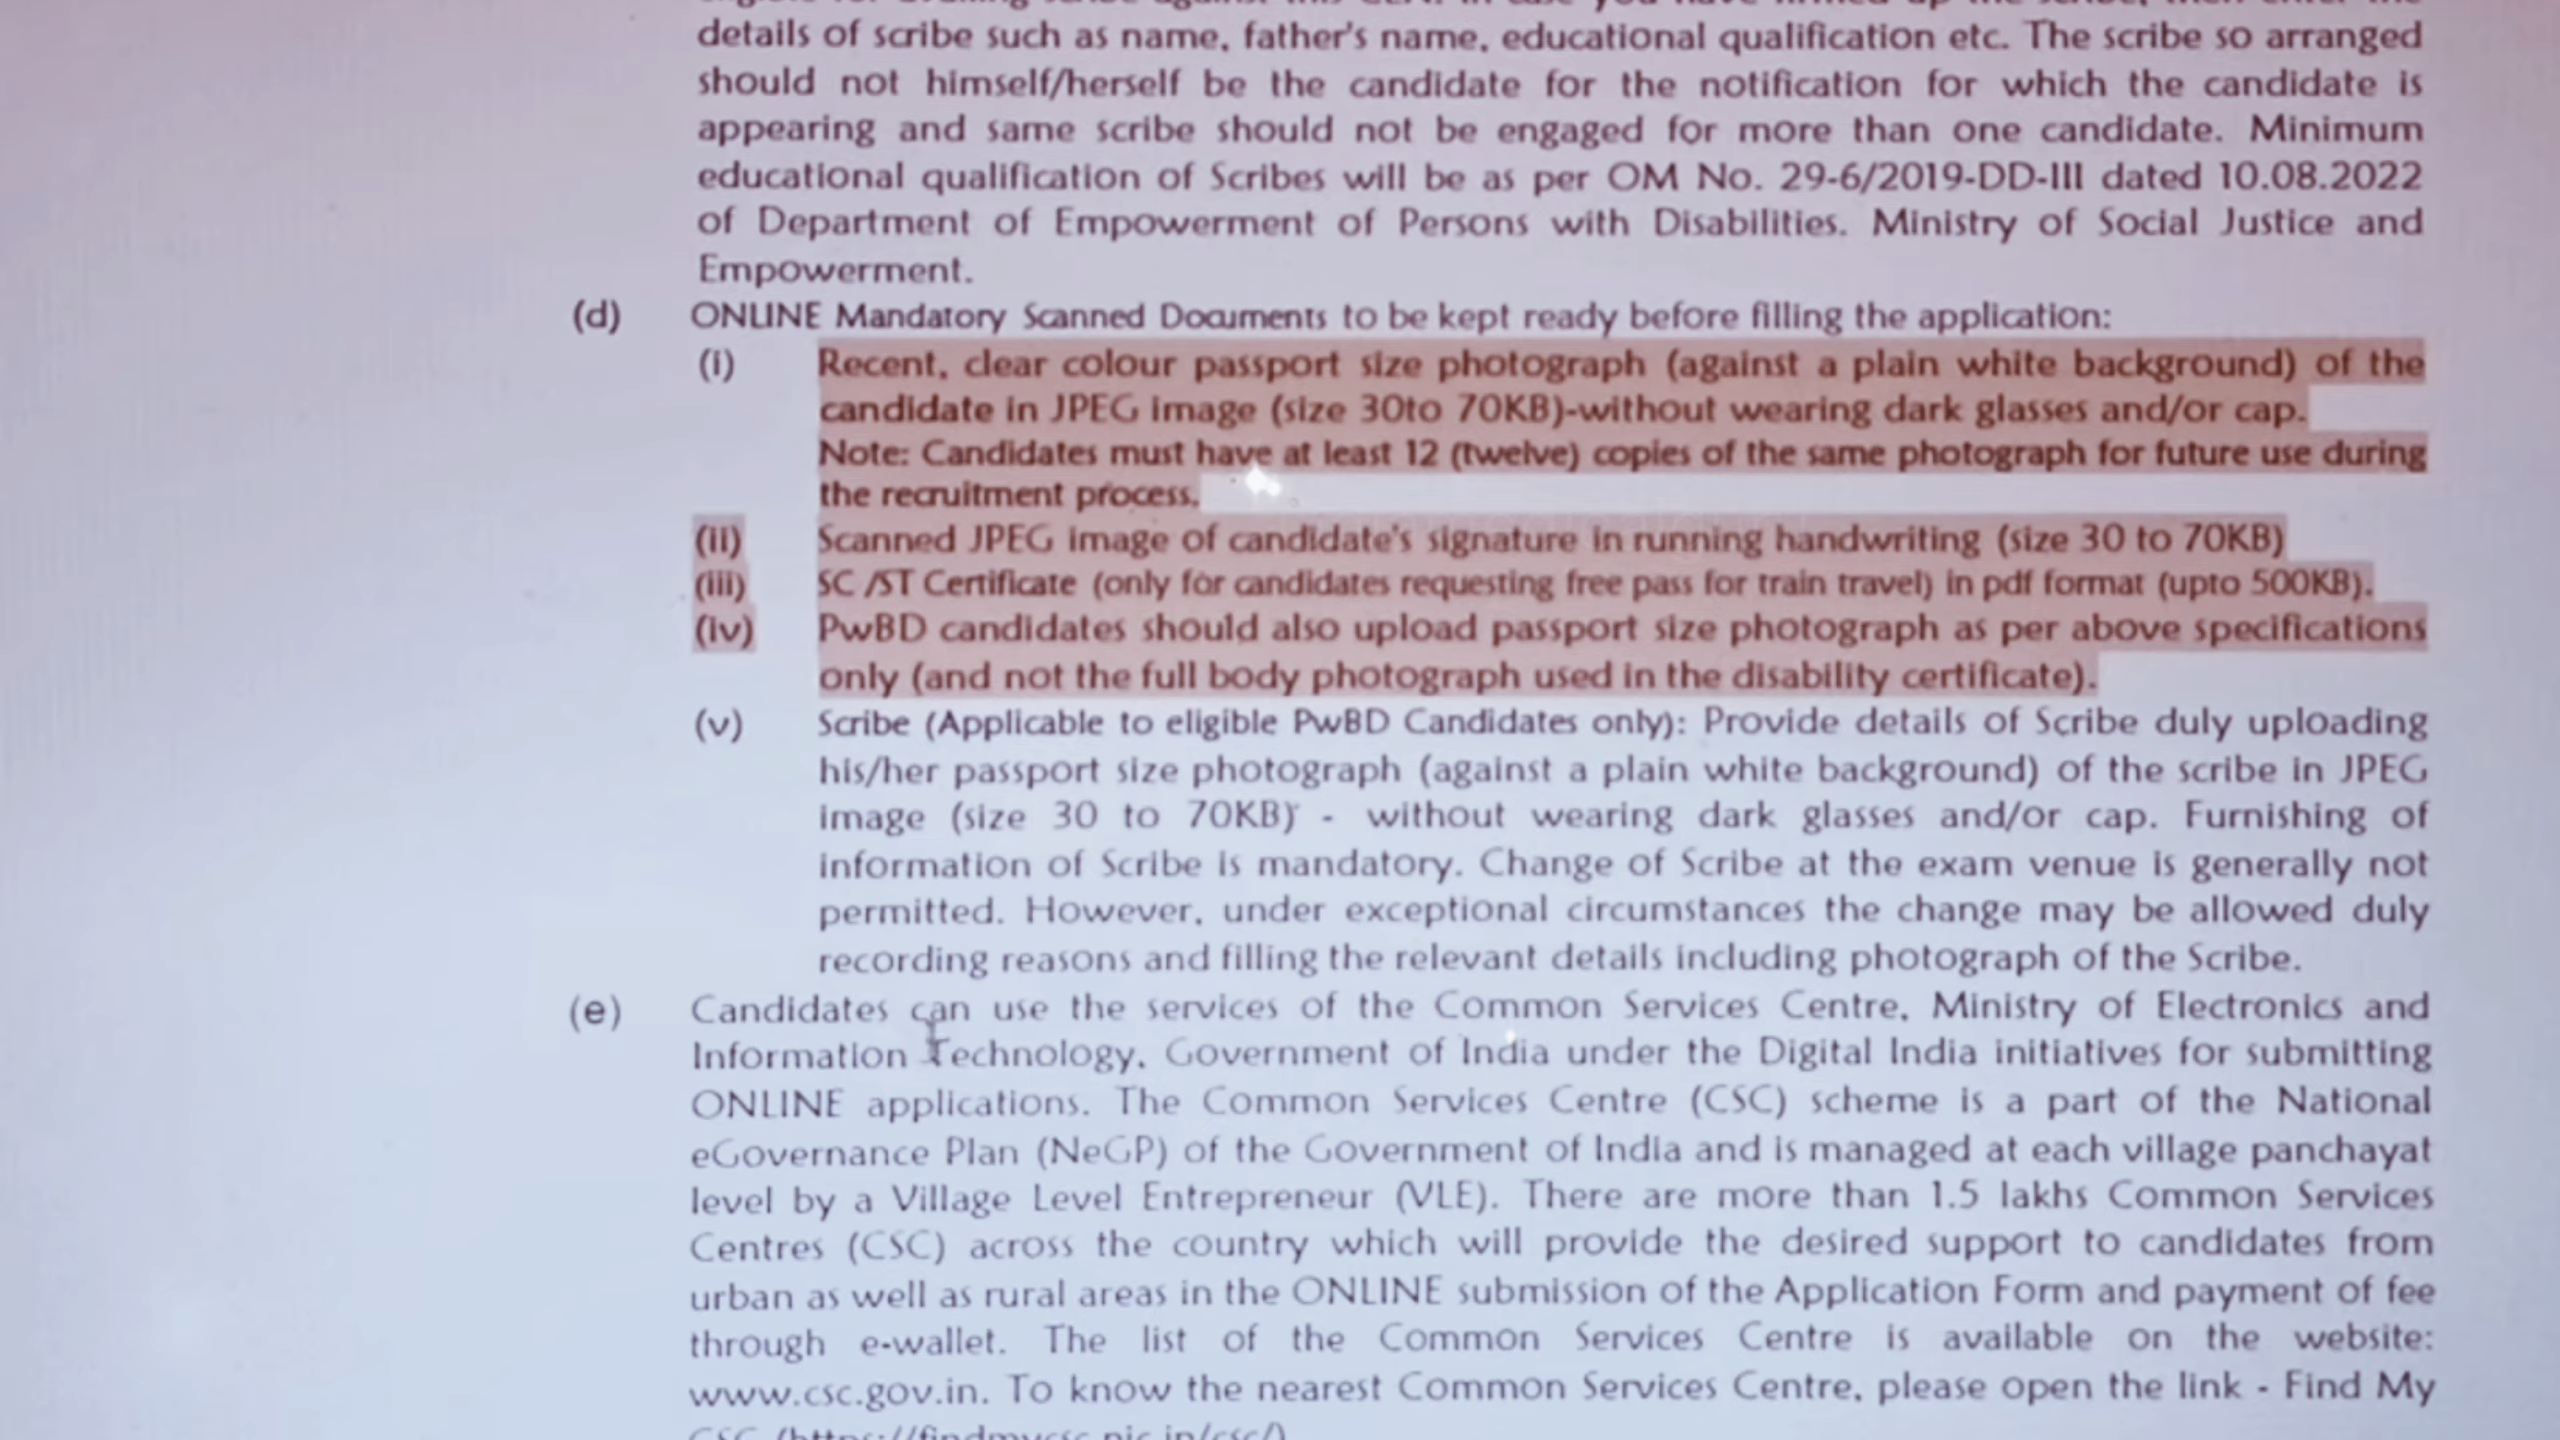 details of scribe such as name, father's name, educational qualification etc. The scribe so arranged
should not himself/herself be the candidate for the notification for which the candidate is
appearing and same scribe should not be engaged for more than one candidate. Minimum
educational qualification of Scribes will be as per OM No. 29-6/2019-DD-III dated 10.08.2022
of Department of Empowerment of Persons with Disabilities, Ministry of Social Justice and
Empowerment.
(d) ONLINE Mandatory Scanned Documents to be kept ready before filling the application:
(i) Recent, clear colour passport size photograph (against a plain white background) of the
candidate in JPEG image (size 30to 70KB)-without wearing dark glasses and/or cap.
Note: Candidates must have at least 12 (twelve) copies of the same photograph for future use during
the recruitment process.
(ii) Scanned JPEG image of candidate's signature in running handwriting (size 30 to 70KB)
(iii) SC /ST Certificate (only for candidates requesting free pass for train travel) in pdf format (upto 500KB).
(iv) PwBD candidates should also upload passport size photograph as per above specifications
only (and not the full body photograph used in the disability certificate).
(v) Scribe (Applicable to eligible PwBD Candidates only): Provide details of Scribe duly uploading
his/her passport size photograph (against a plain white background) of the scribe in JPEG
image (size 30 to 70KB) - without wearing dark glasses and/or cap. Furnishing of
information of Scribe is mandatory. Change of Scribe at the exam venue is generally not
permitted. However, under exceptional circumstances the change may be allowed duly
recording reasons and filling the relevant details including photograph of the Scribe.
(e) Candidates can use the services of the Common Services Centre, Ministry of Electronics and
Information Technology, Government of India under the Digital India initiatives for submitting
ONLINE applications. The Common Services Centre (CSC) scheme is a part of the National
eGovernance Plan (NeGP) of the Government of India and is managed at each village panchayat
level by a Village Level Entrepreneur (VLE). There are more than 1.5 lakhs Common Services
Centres (CSC) across the country which will provide the desired support to candidates from
urban as well as rural areas in the ONLINE submission of the Application Form and payment of fee
through e-wallet. The list of the Common Services Centre is available on the website:
www.csc.gov.in. To know the nearest Common Services Centre, please open the link - Find My
CSC (https://findmycsc.nic.in/csc/)